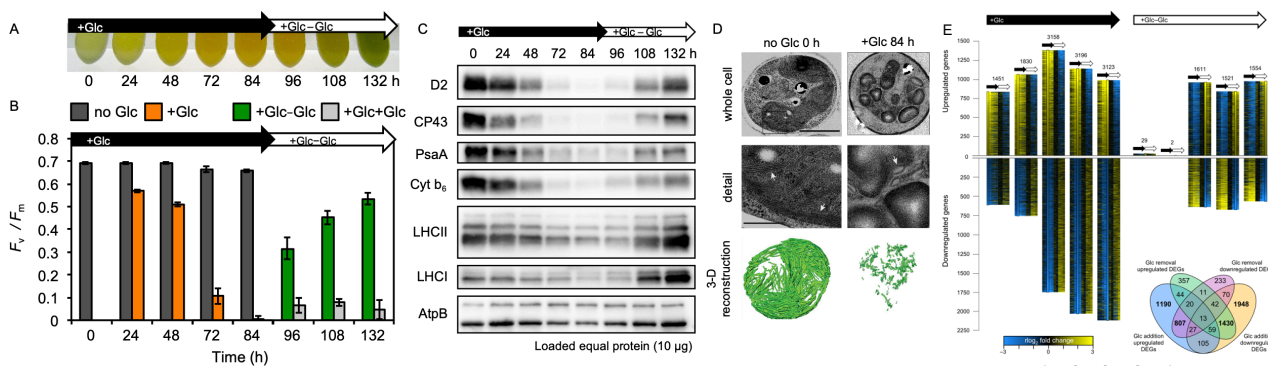 A
+Glc
+Glc–Glc
0 24 48 72 84 96 108 132 h
B
no Glc
+Glc
+Glc–Glc
+Glc+Glc
+Glc
+Glc–Glc
0.8
0.7
0.6
0.5
0.4
0.3
0.2
0.1
0
Fv / Fm
0 24 48 72 84 96 108 132
Time (h)
C
+Glc
+Glc – Glc
0 24 48 72 84 96 108 132 h
D2
CP43
PsaA
Cyt b6
LHCII
LHCI
AtpB
Loaded equal protein (10 µg)
D
no Glc 0 h
+Glc 84 h
whole cell
detail
3-D
reconstruction
E
+Glc
+Glc–Glc
Upregulated genes
Downregulated genes
1500
1250
1000
750
500
250
0
250
500
750
1000
1250
1500
1750
2000
2250
1451
1830
3158
3196
3123
29
2
1611
1521
1554
rlog2 fold change
−3 0 3
Glc removal
upregulated DEGs
Glc removal
downregulated DE
357
233
44
11
70
1190
20
42
1948
13
807
27
59
1430
105
Glc addition
upregulated
DEGs
Glc addit
downregulat
DEGs